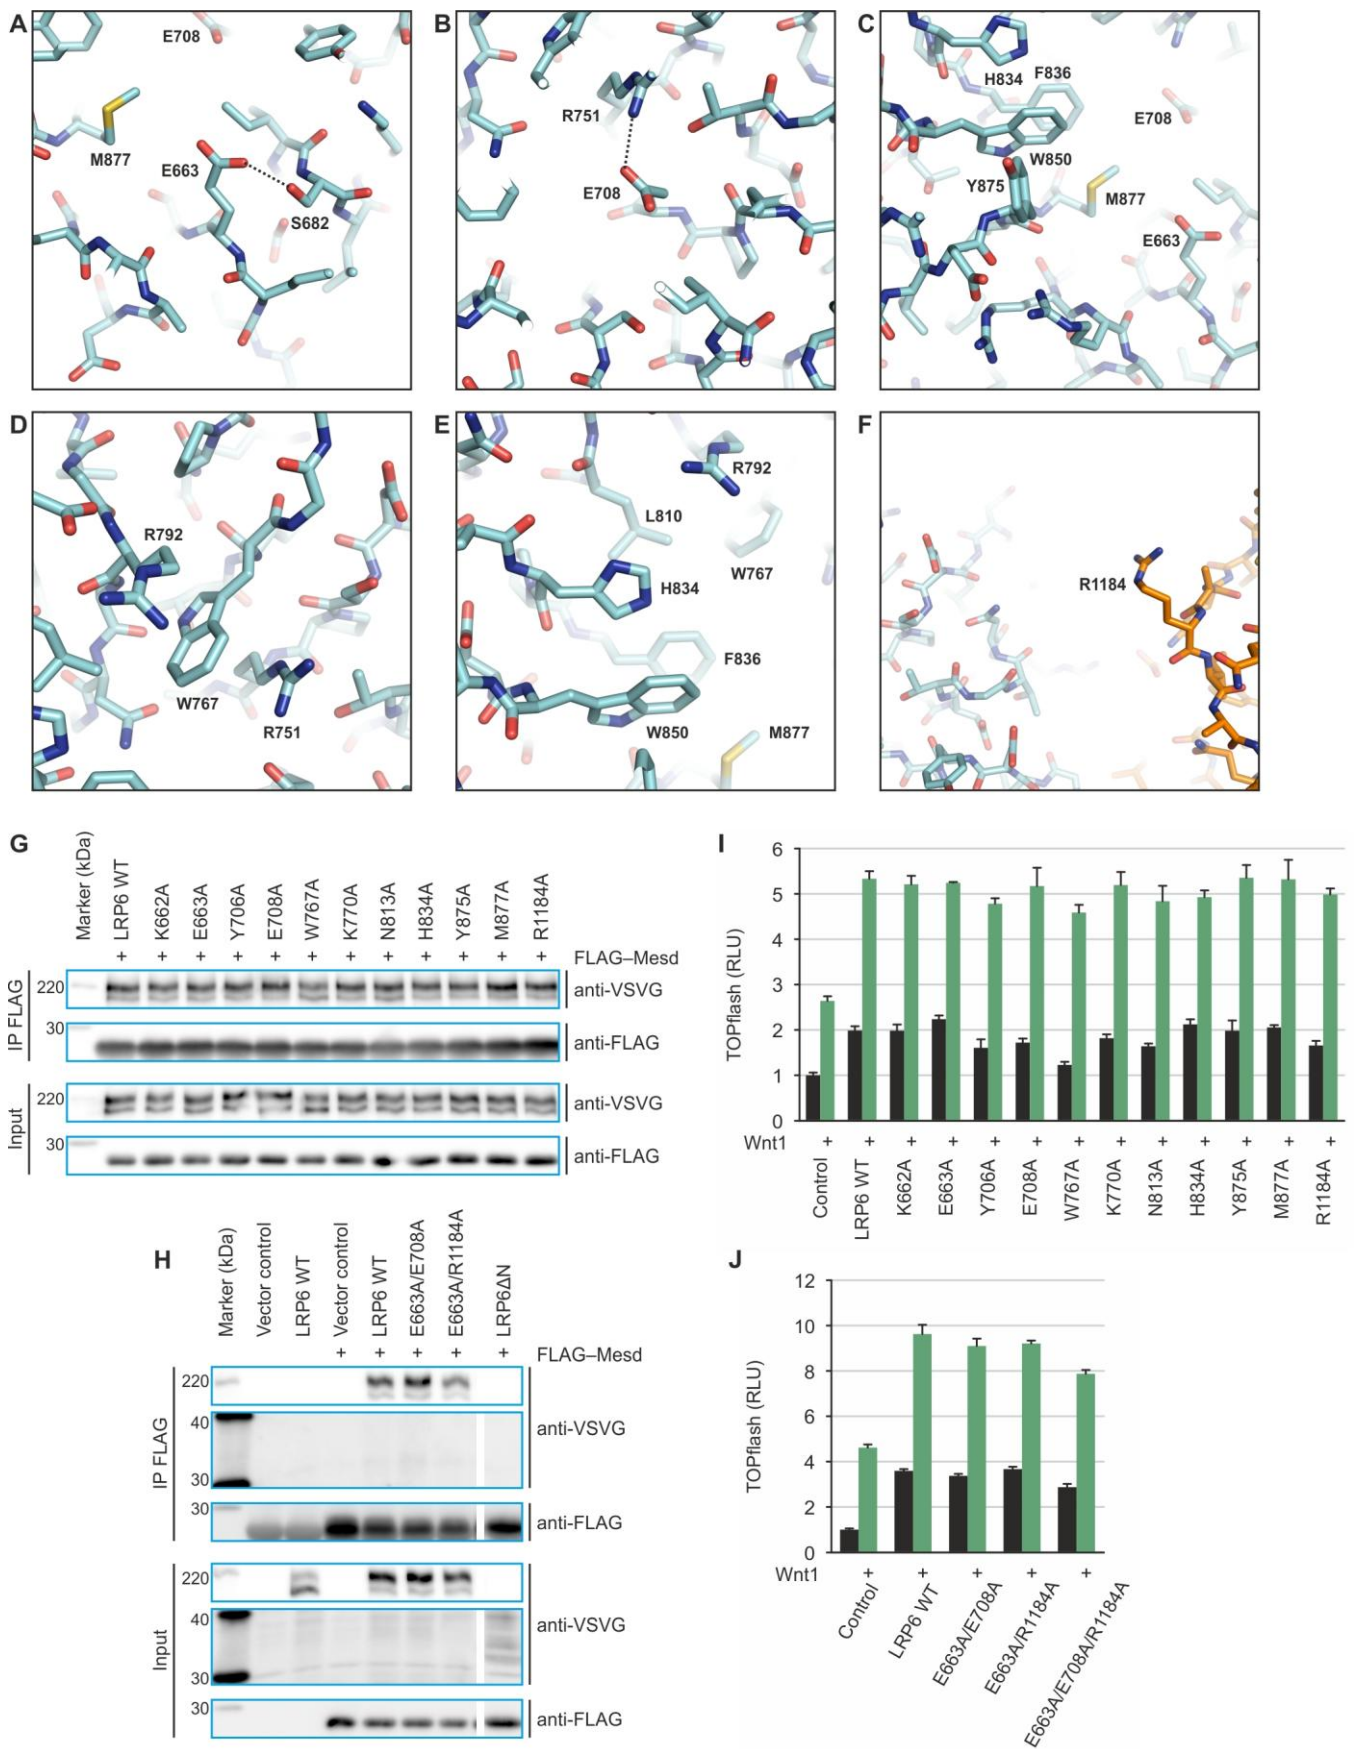 A
E708
M877
E663
S682
B
R751
E708
C
H834 F836
E708
W850
Y875
M877
E663
D
R792
W767
R751
E
R792
L810
W767
H834
F836
W850
M877
F
R1184
G
Marker (kDa)
LRP6 WT
K662A
E663A
Y706A
E708A
W767A
K770A
N813A
H834A
Y875A
M877A
R1184A
+ + + + + + + + + + + + FLAG–Mesd
IP FLAG
220 anti-VSVG
30 anti-FLAG
Input
220 anti-VSVG
30 anti-FLAG
H
Marker (kDa)
Vector control
LRP6 WT
Vector control
LRP6 WT
E663A/E708A
E663A/R1184A
LRP6ΔN
+ + + + + FLAG–Mesd
IP FLAG
220
40
anti-VSVG
30
30
anti-FLAG
Input
220
40
anti-VSVG
30
30
anti-FLAG
I
TOPflash (RLU)
6
5
4
3
2
1
0
Wnt1 + + + + + + + + + + + + +
Control
LRP6 WT
K662A
E663A
Y706A
E708A
W767A
K770A
N813A
H834A
Y875A
M877A
R1184A
J
TOPflash (RLU)
12
10
8
6
4
2
0
Wnt1 + + + + +
Control
LRP6 WT
E663A/E708A
E663A/R1184A
E663A/E708A/R1184A